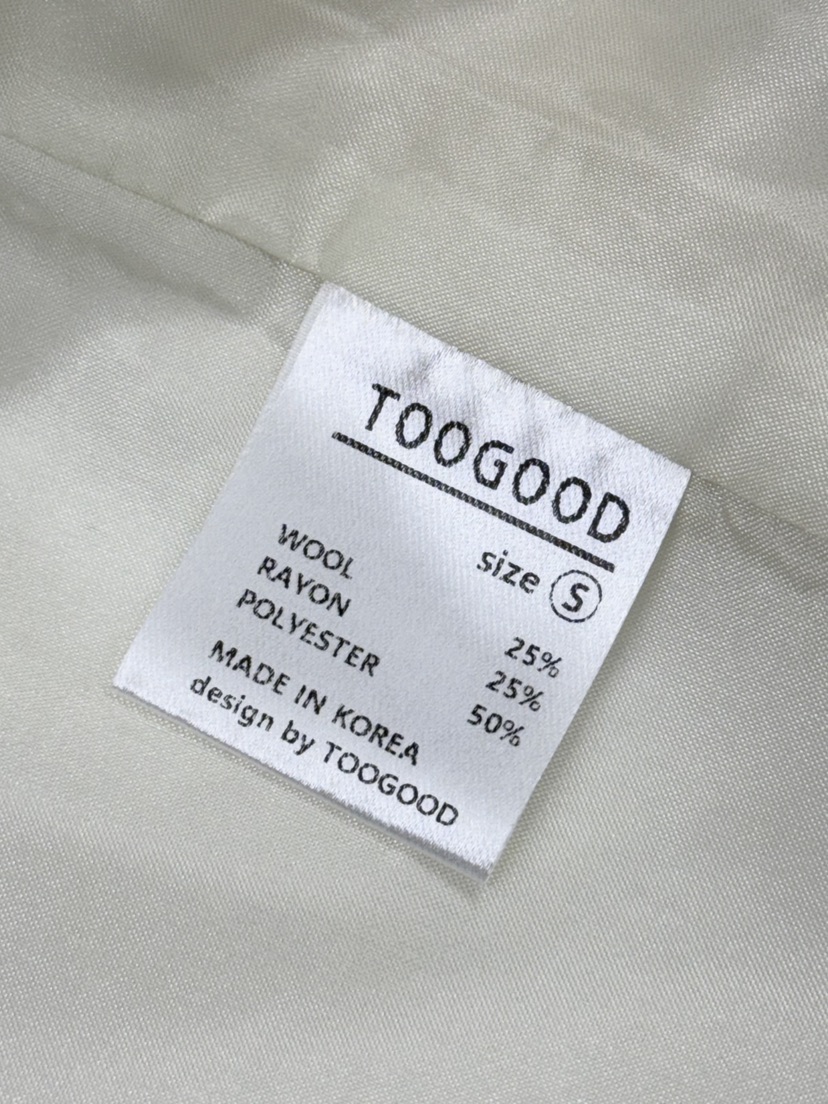 TOOGOOD
size S
WOOL 25%
RAYON 25%
POLYESTER 50%
MADE IN KOREA
design by TOOGOOD